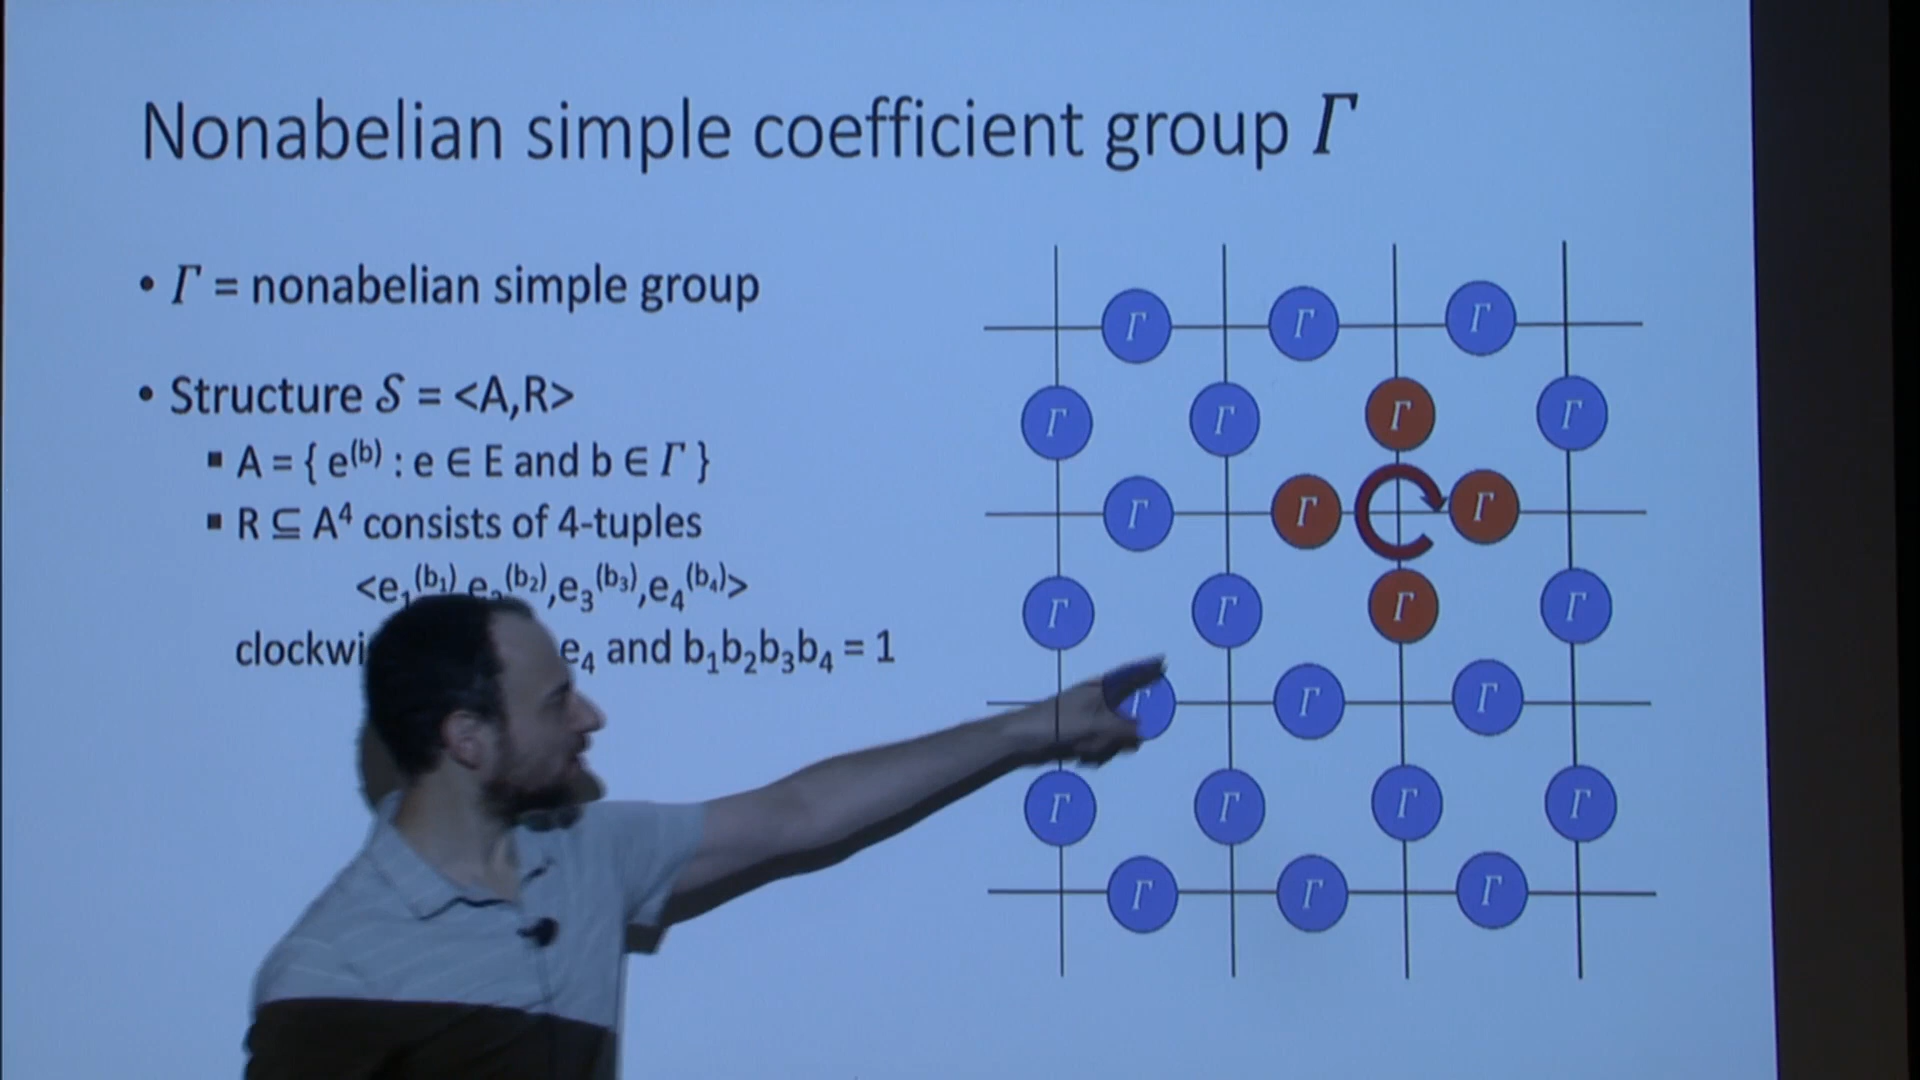 Nonabelian simple coefficient group Γ
• Γ = nonabelian simple group
• Structure 𝒮 = <A,R>
▪ A = { e^(b) : e ∈ E and b ∈ Γ }
▪ R ⊆ A⁴ consists of 4-tuples
<e₁^(b₁) e^(b₂),e₃^(b₃),e₄^(b₄)>
e₄ and b₁b₂b₃b₄ = 1
Γ Γ Γ
Γ Γ Γ Γ
Γ Γ Γ
Γ Γ Γ Γ
Γ Γ Γ
Γ Γ Γ Γ
Γ Γ Γ